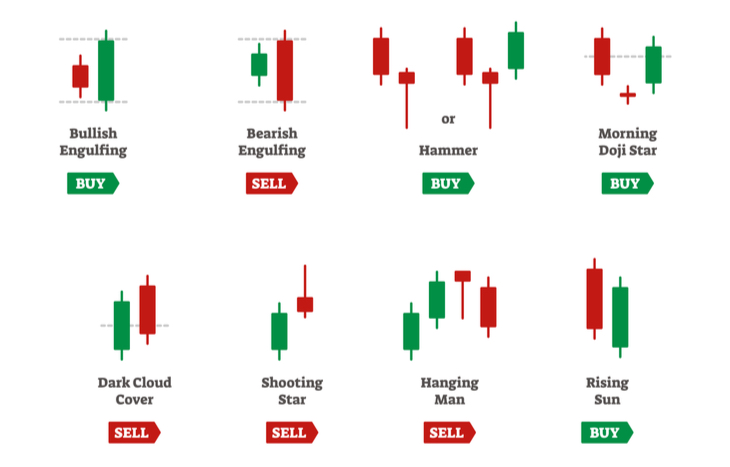 Bullish
Engulfing
BUY
Bearish
Engulfing
SELL
or
Hammer
BUY
Morning
Doji Star
BUY
Dark Cloud
Cover
SELL
Shooting
Star
SELL
Hanging
Man
SELL
Rising
Sun
BUY